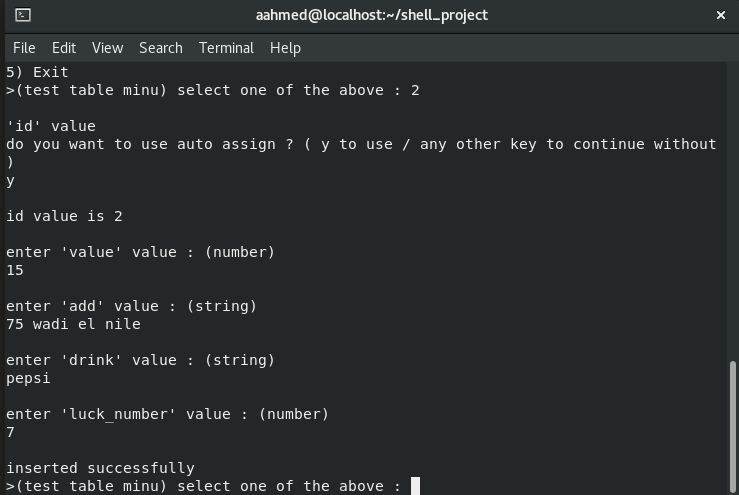 aahmed@localhost:~/shell_project
File Edit View Search Terminal Help
5) Exit
>(test table minu) select one of the above : 2
'id' value
do you want to use auto assign ? ( y to use / any other key to continue without
)
y
id value is 2
enter 'value' value : (number)
15
enter 'add' value : (string)
75 wadi el nile
enter 'drink' value : (string)
pepsi
enter 'luck_number' value : (number)
7
inserted successfully
>(test table minu) select one of the above :